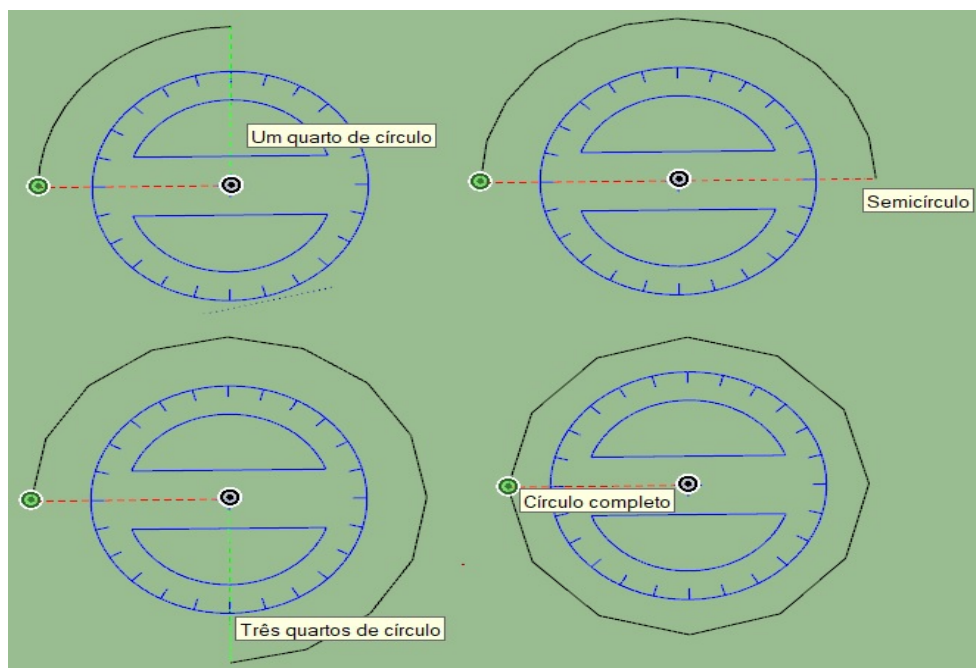 Um quarto de círculo
Semicírculo
Três quartos de círculo
Círculo completo